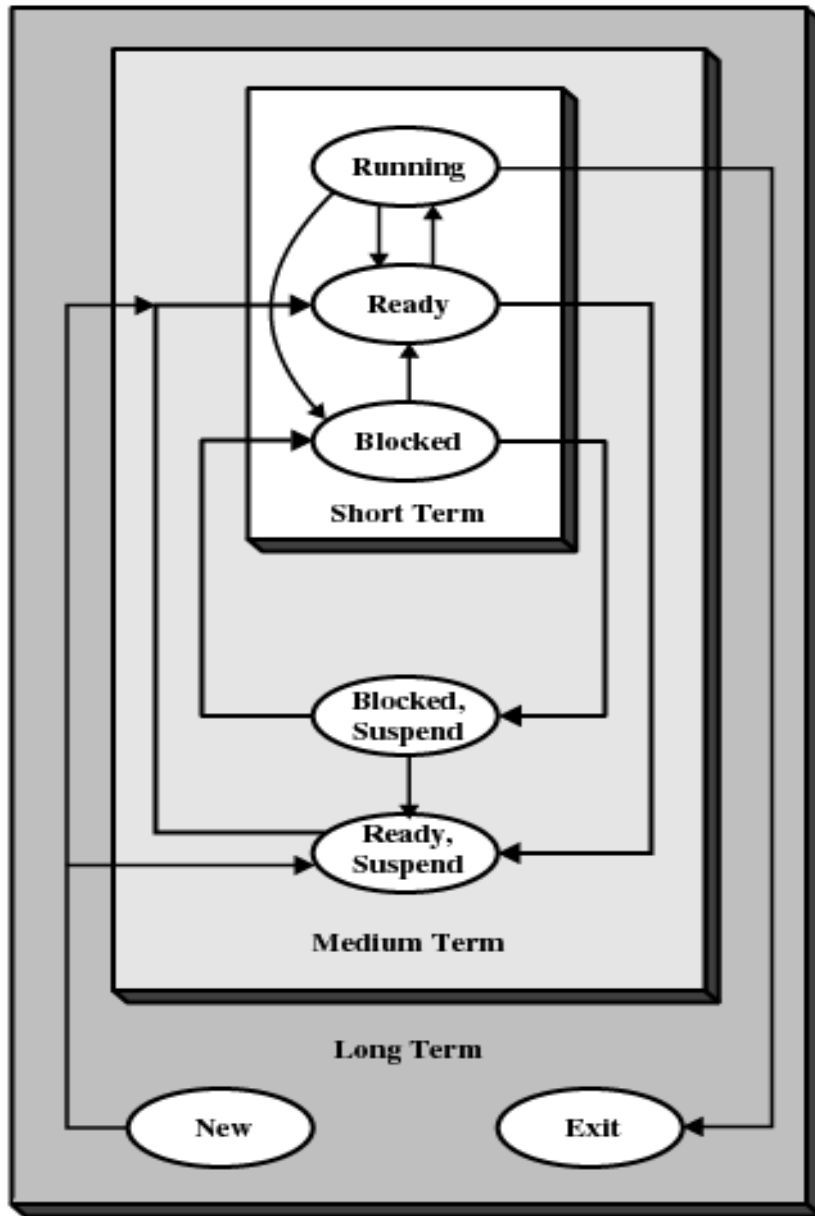 Running
Ready
Blocked
Short Term
Blocked,
Suspend
Ready,
Suspend
Medium Term
Long Term
New
Exit